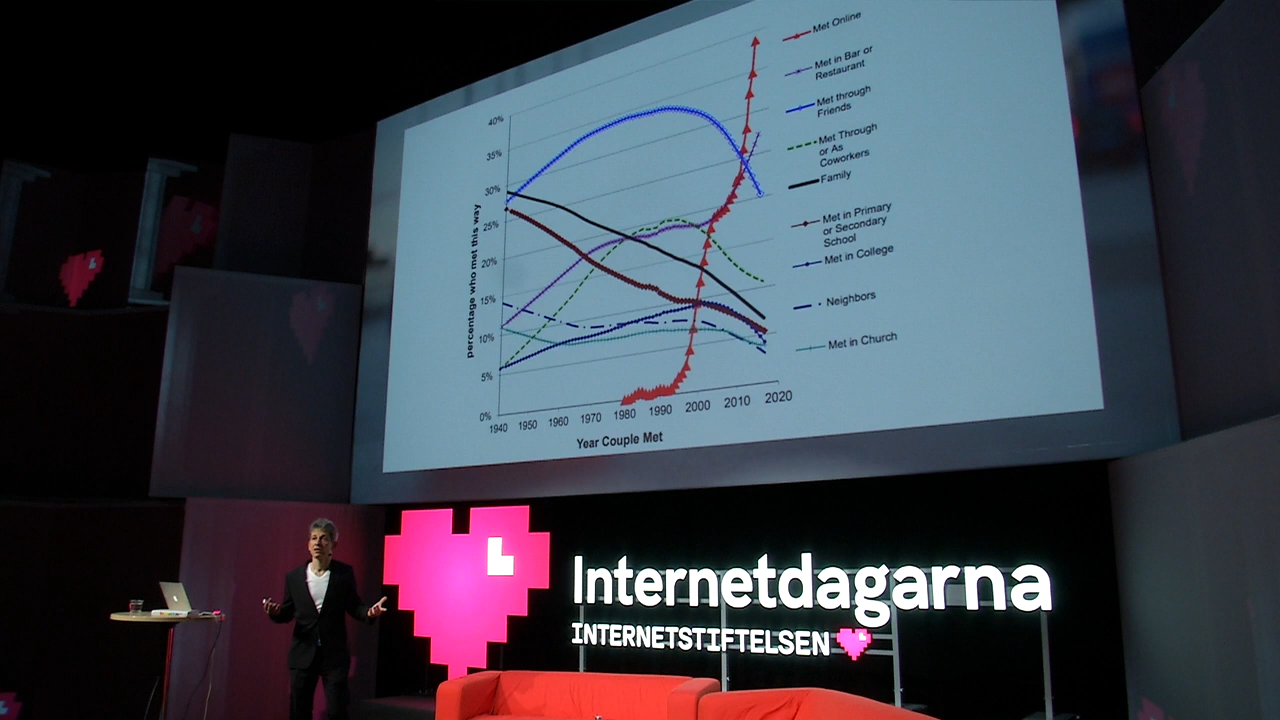 Met Online
Met in Bar or
Restaurant
Met through
Friends
Met Through
or As
Coworkers
Family
Met in Primary
or Secondary
School
Met in College
Neighbors
Met in Church
percentage who met this way
40%
35%
30%
25%
20%
15%
10%
5%
0%
1940 1950 1960 1970 1980 1990 2000 2010 2020
Year Couple Met
Internetdagarna
INTERNETSTIFTELSEN